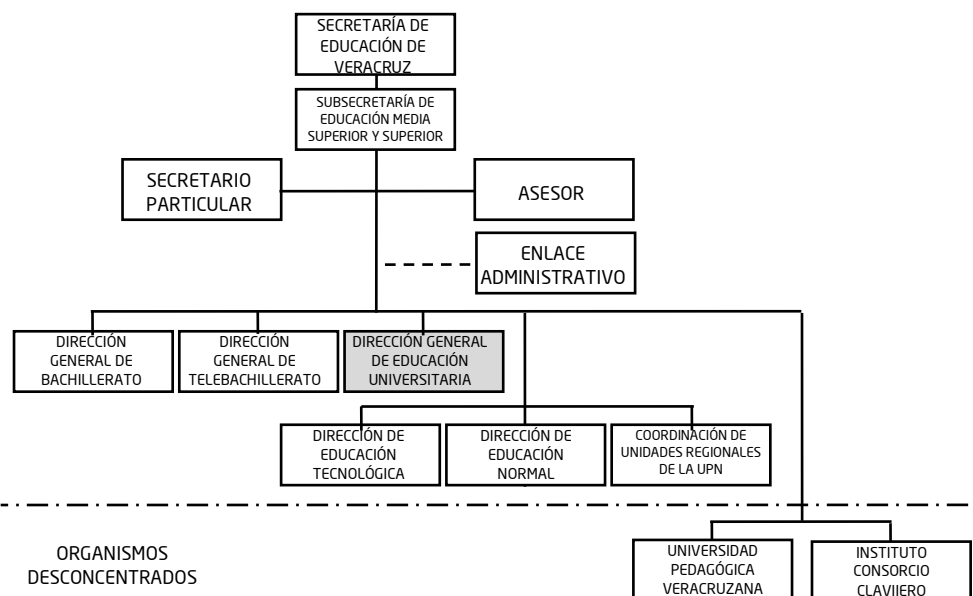 SECRETARÍA DE
EDUCACIÓN DE
VERACRUZ
SUBSECRETARÍA DE
EDUCACIÓN MEDIA
SUPERIOR Y SUPERIOR
SECRETARIO
PARTICULAR
ASESOR
ENLACE
ADMINISTRATIVO
DIRECCIÓN
GENERAL DE
BACHILLERATO
DIRECCIÓN
GENERAL DE
TELEBACHILLERATO
DIRECCIÓN GENERAL
DE EDUCACIÓN
UNIVERSITARIA
DIRECCIÓN DE
EDUCACIÓN
TECNOLÓGICA
DIRECCIÓN DE
EDUCACIÓN
NORMAL
COORDINACIÓN DE
UNIDADES REGIONALES
DE LA UPN
ORGANISMOS
DESCONCENTRADOS
UNIVERSIDAD
PEDAGÓGICA
VERACRUZANA
INSTITUTO
CONSORCIO
CLAVIJERO